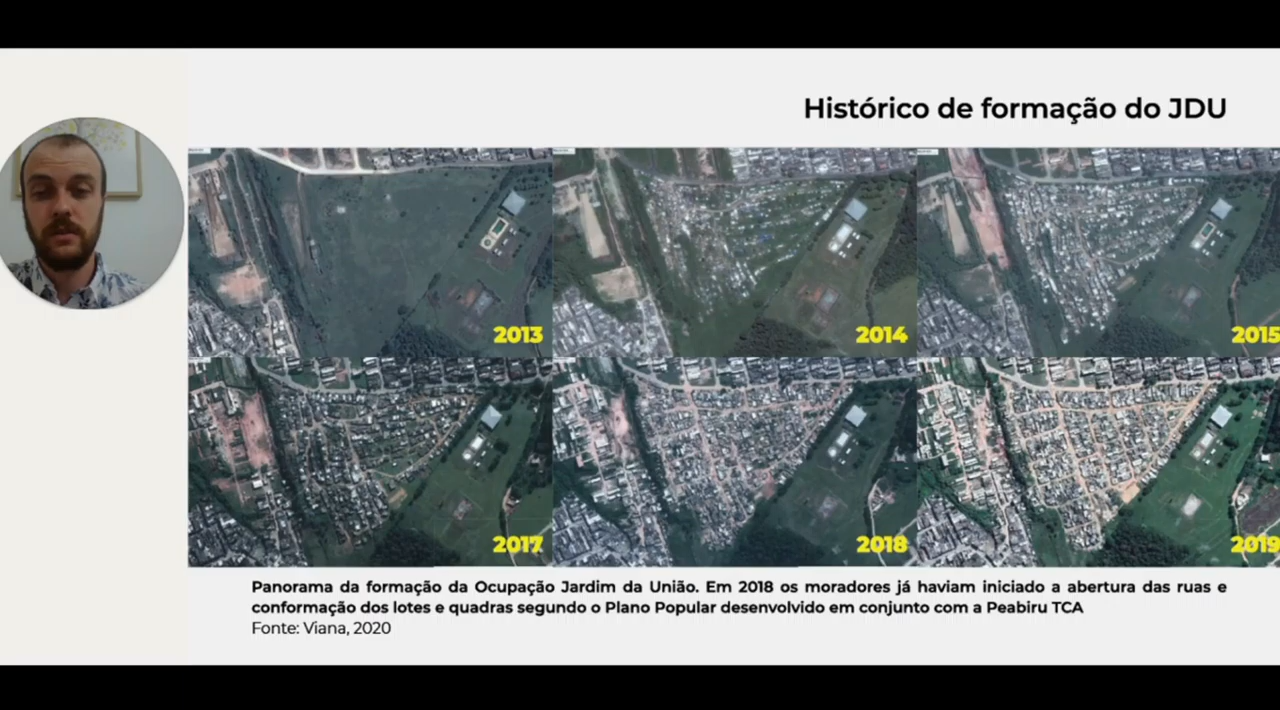 Histórico de formação do JDU
2013
2014
2015
2017
2018
2019
Panorama da formação da Ocupação Jardim da União. Em 2018 os moradores já haviam iniciado a abertura das ruas e
conformação dos lotes e quadras segundo o Plano Popular desenvolvido em conjunto com a Peabiru TCA
Fonte: Viana, 2020